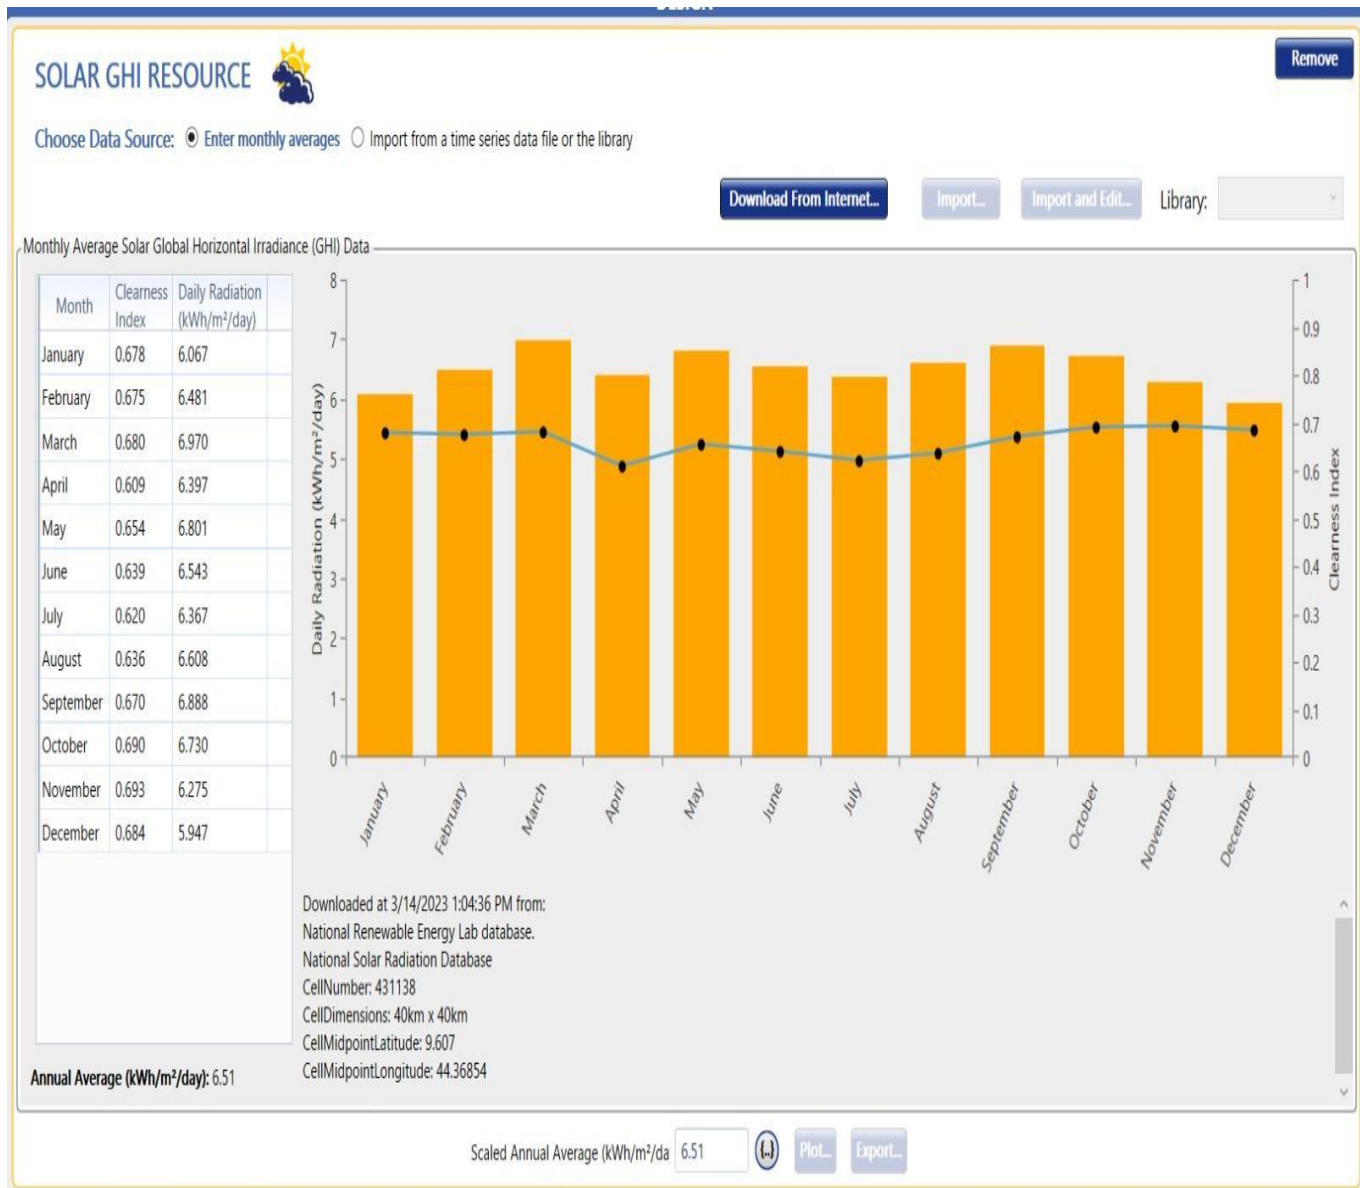 SOLAR GHI RESOURCE
Remove
Choose Data Source: Enter monthly averages Import from a time series data file or the library
Download From Internet... Import... Import and Edit... Library:
Monthly Average Solar Global Horizontal Irradiance (GHI) Data
Month Clearness Index Daily Radiation (kWh/m²/day)
January 0.678 6.067
February 0.675 6.481
March 0.680 6.970
April 0.609 6.397
May 0.654 6.801
June 0.639 6.543
July 0.620 6.367
August 0.636 6.608
September 0.670 6.888
October 0.690 6.730
November 0.693 6.275
December 0.684 5.947
Annual Average (kWh/m²/day): 6.51
Daily Radiation (kWh/m²/day)
8
7
6
5
4
3
2
1
0
1
0.9
0.8
0.7
0.6
0.5
0.4
0.3
0.2
0.1
0
Clearness Index
January February March April May June July August September October November December
Downloaded at 3/14/2023 1:04:36 PM from:
National Renewable Energy Lab database.
National Solar Radiation Database
CellNumber: 431138
CellDimensions: 40km x 40km
CellMidpointLatitude: 9.607
CellMidpointLongitude: 44.36854
Scaled Annual Average (kWh/m²/da 6.51 {..} Plot... Export...